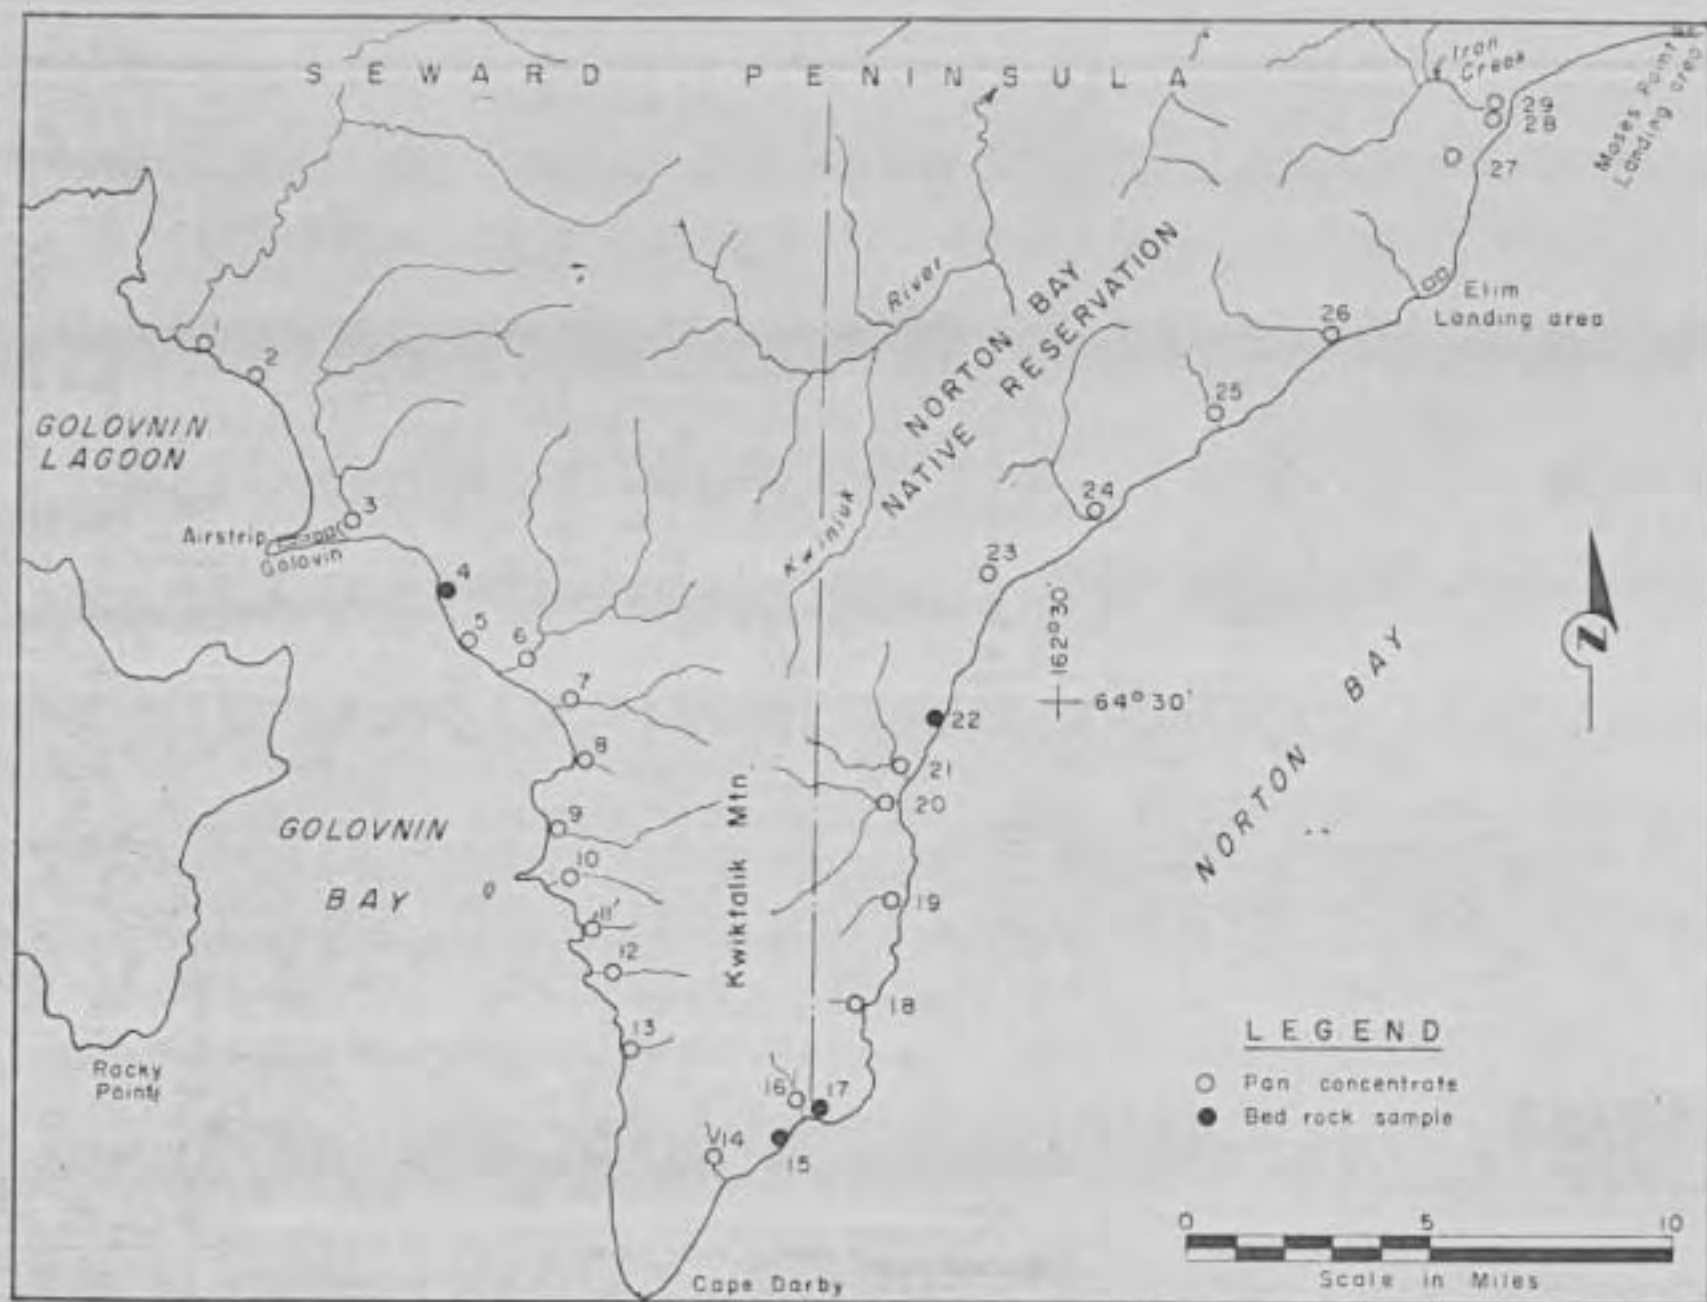 SEWARD PENINSULA
Iron
Creek
Moses Point
Landing area
29
28
27
1
2
GOLOVNIN
LAGOON
River
NORTON BAY
NATIVE RESERVATION
Elim
Landing area
26
25
24
23
3
Airstrip
Golovin
Kwiniuk
4
5
6
7
8
162°30'
64°30'
22
21
20
NORTON BAY
GOLOVNIN
BAY
9
10
11
12
13
Kwiktalik Mtn.
19
18
Rocky
Point
16
17
14
15
Cape Darby
LEGEND
Pan concentrate
Bed rock sample
0 5 10
Scale in Miles